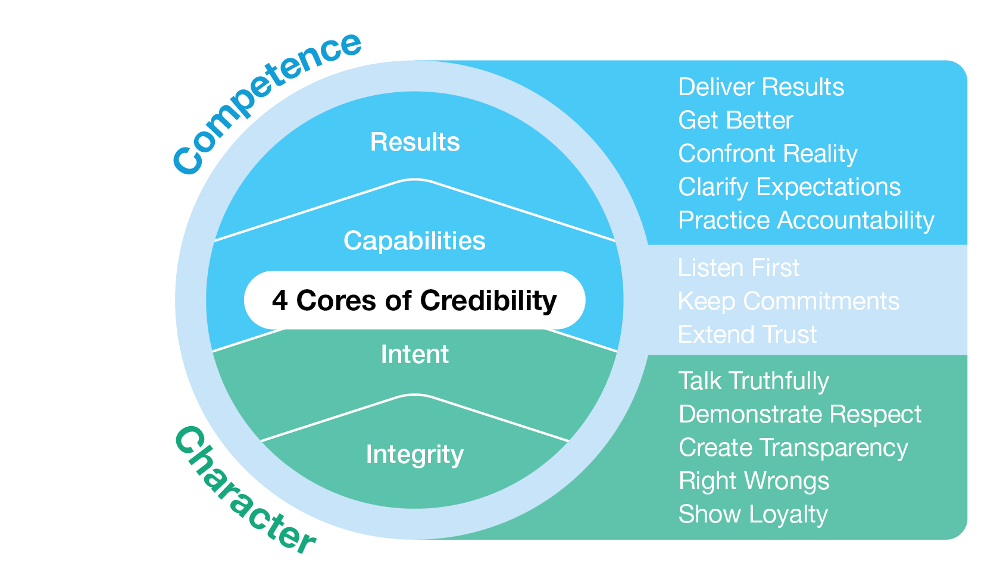 Competence
Results
Capabilities
4 Cores of Credibility
Intent
Integrity
Character
Deliver Results
Get Better
Confront Reality
Clarify Expectations
Practice Accountability
Listen First
Keep Commitments
Extend Trust
Talk Truthfully
Demonstrate Respect
Create Transparency
Right Wrongs
Show Loyalty